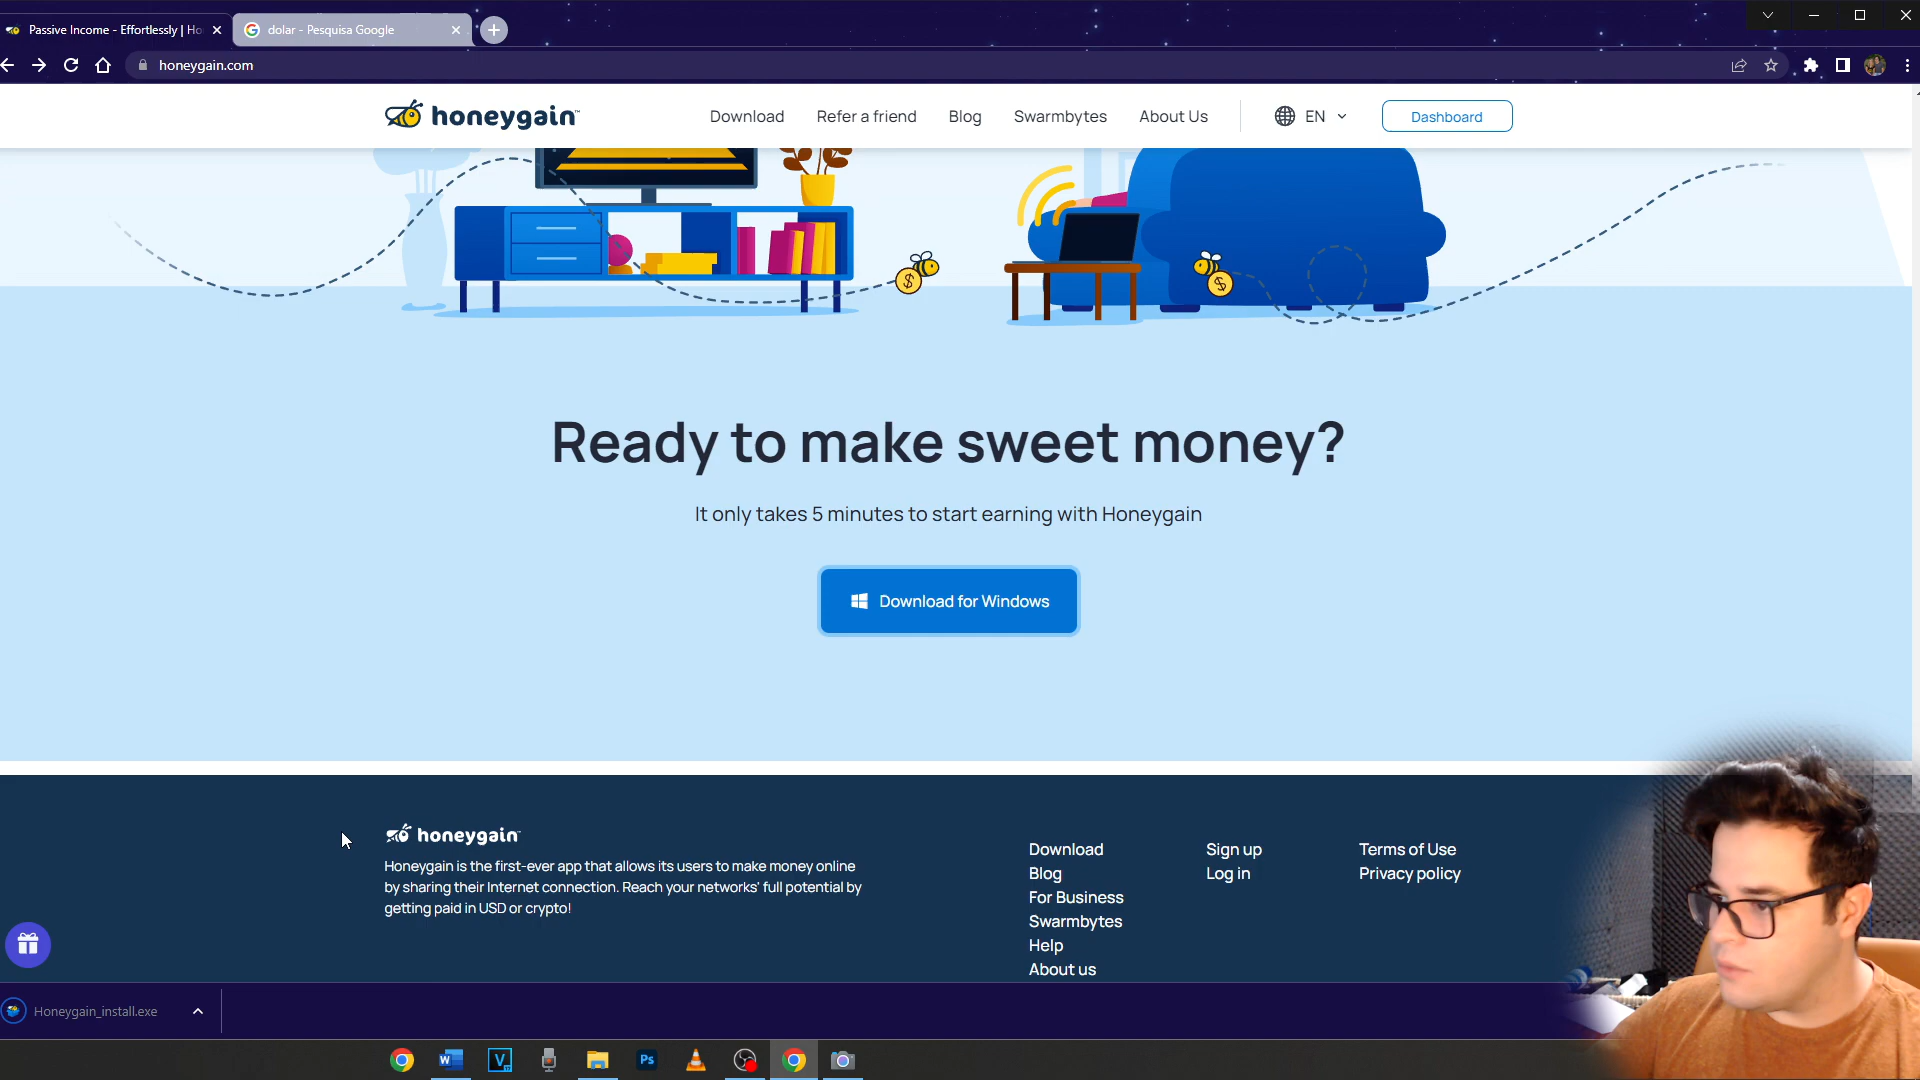 Passive Income - Effortlessly | Ho
dolar - Pesquisa Google
honeygain.com
honeygain™
Download
Refer a friend
Blog
Swarmbytes
About Us
EN
Dashboard
$
$
Ready to make sweet money?
It only takes 5 minutes to start earning with Honeygain
Download for Windows
honeygain
Honeygain is the first-ever app that allows its users to make money online
by sharing their Internet connection. Reach your networks' full potential by
getting paid in USD or crypto!
Download
Blog
For Business
Swarmbytes
Help
About us
Sign up
Log in
Terms of Use
Privacy policy
Honeygain_install.exe
W
V
Ps